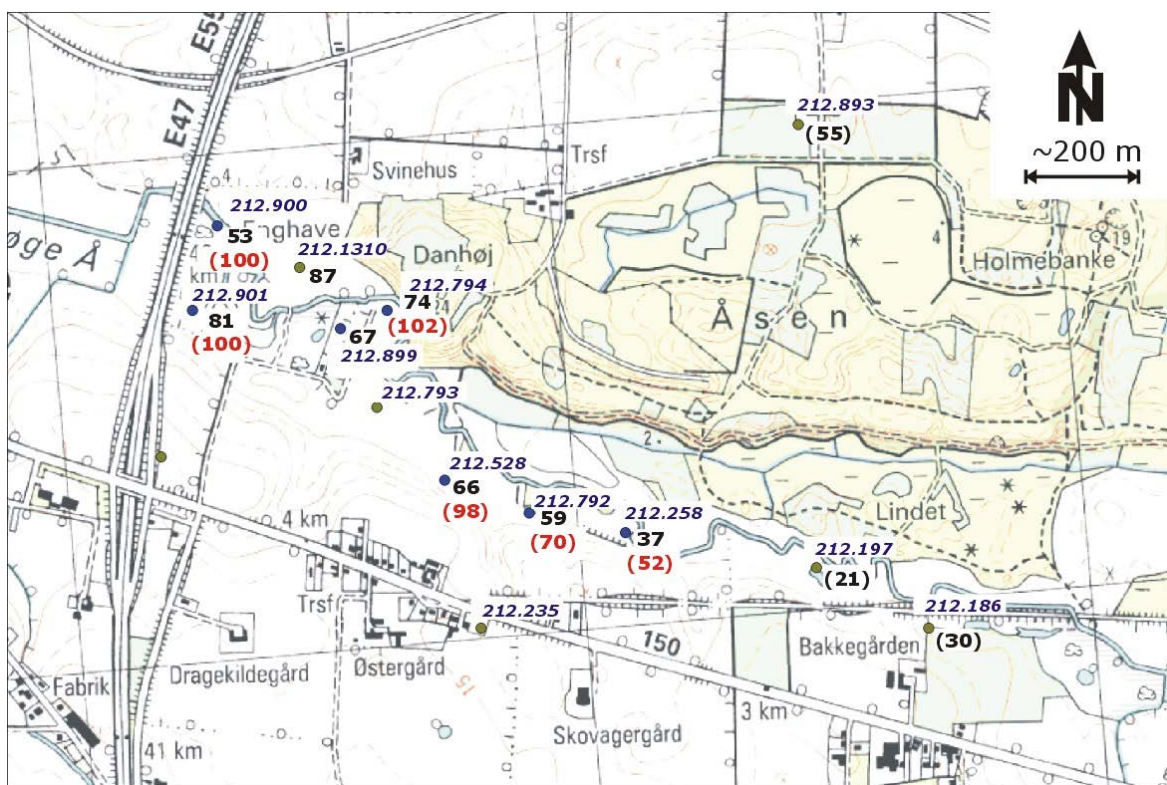 E55
E47
212.893
(55)
N
~200 m
Svinehus
Trsf
4
212.900
Enghave
53
(100)
212.1310
87
øge Å
Danhøj
4
19
Holmebanke
212.901
81
(100)
212.794
74
(102)
67
212.899
Åsen
212.793
2.
212.528
66
(98)
212.792
59
(70)
212.258
37
(52)
Lindet
4 km
212.197
(21)
Trsf
212.235
150
212.186
(30)
Bakkegården
Dragekildegård
Østergård
15
Fabrik
Skovagergård
3 km
41 km